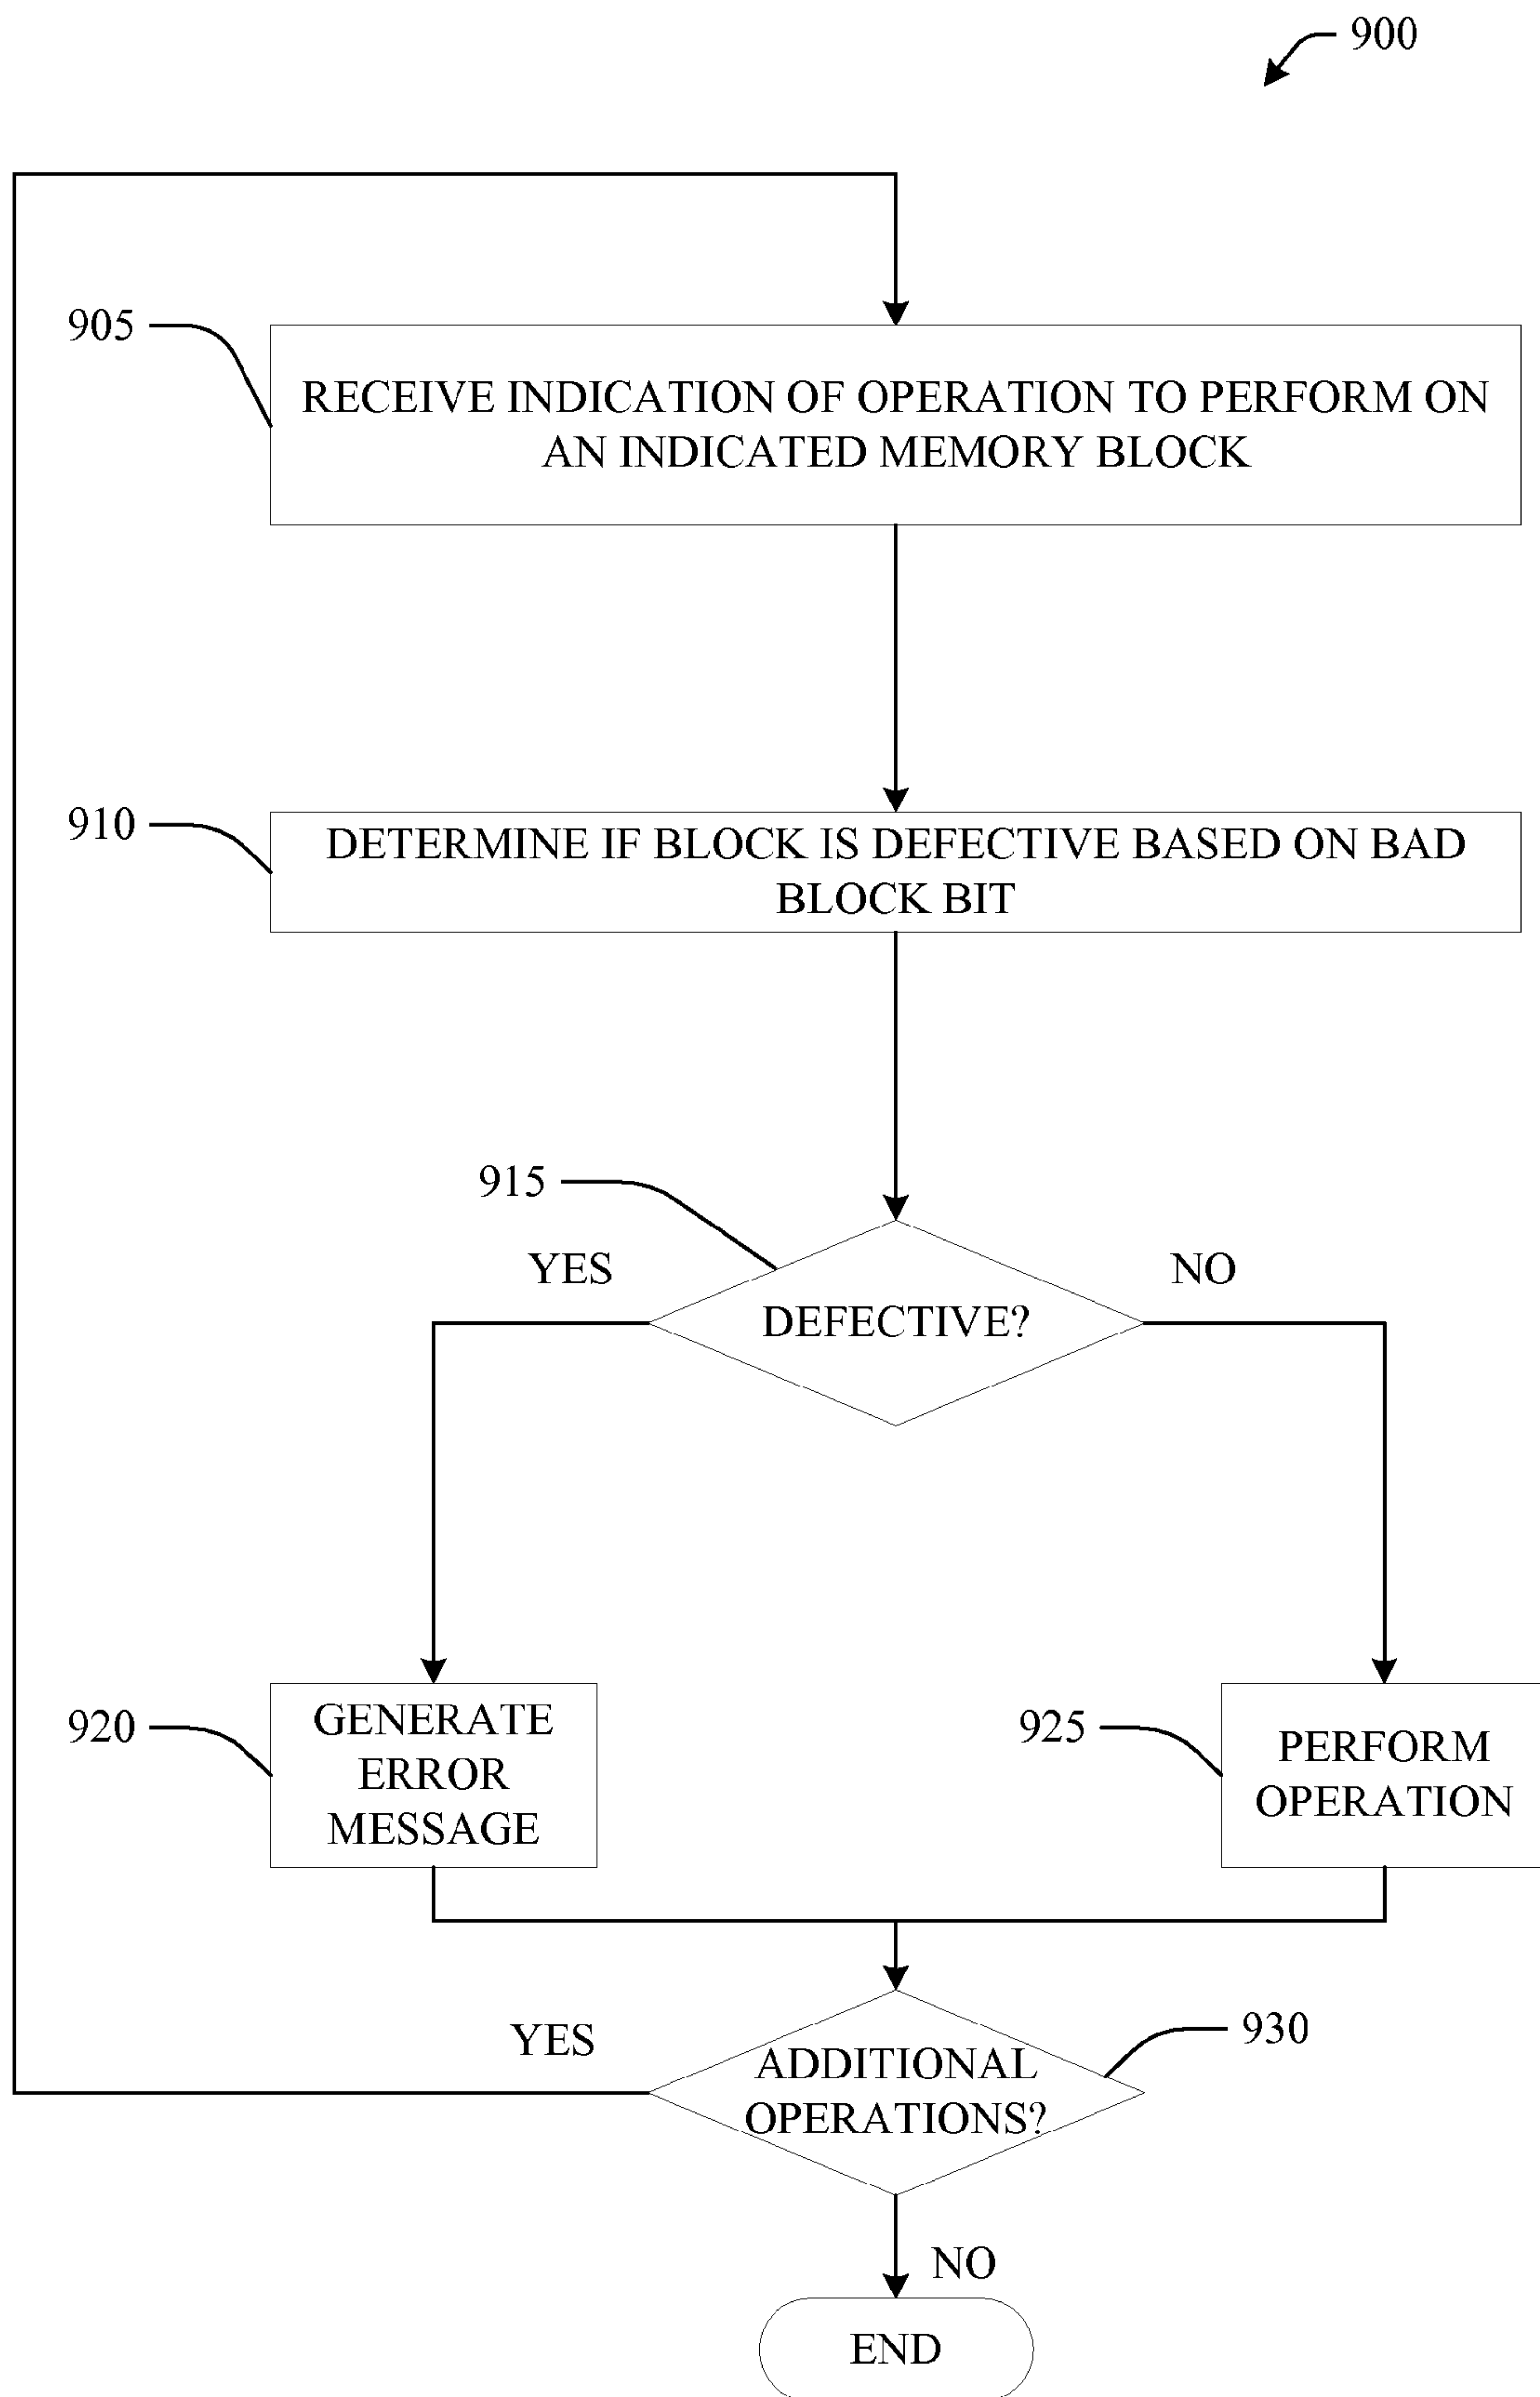 900
905
RECEIVE INDICATION OF OPERATION TO PERFORM ON
AN INDICATED MEMORY BLOCK
910
DETERMINE IF BLOCK IS DEFECTIVE BASED ON BAD
BLOCK BIT
915
YES
NO
DEFECTIVE?
920
GENERATE
ERROR
MESSAGE
925
PERFORM
OPERATION
YES
930
ADDITIONAL
OPERATIONS?
NO
END